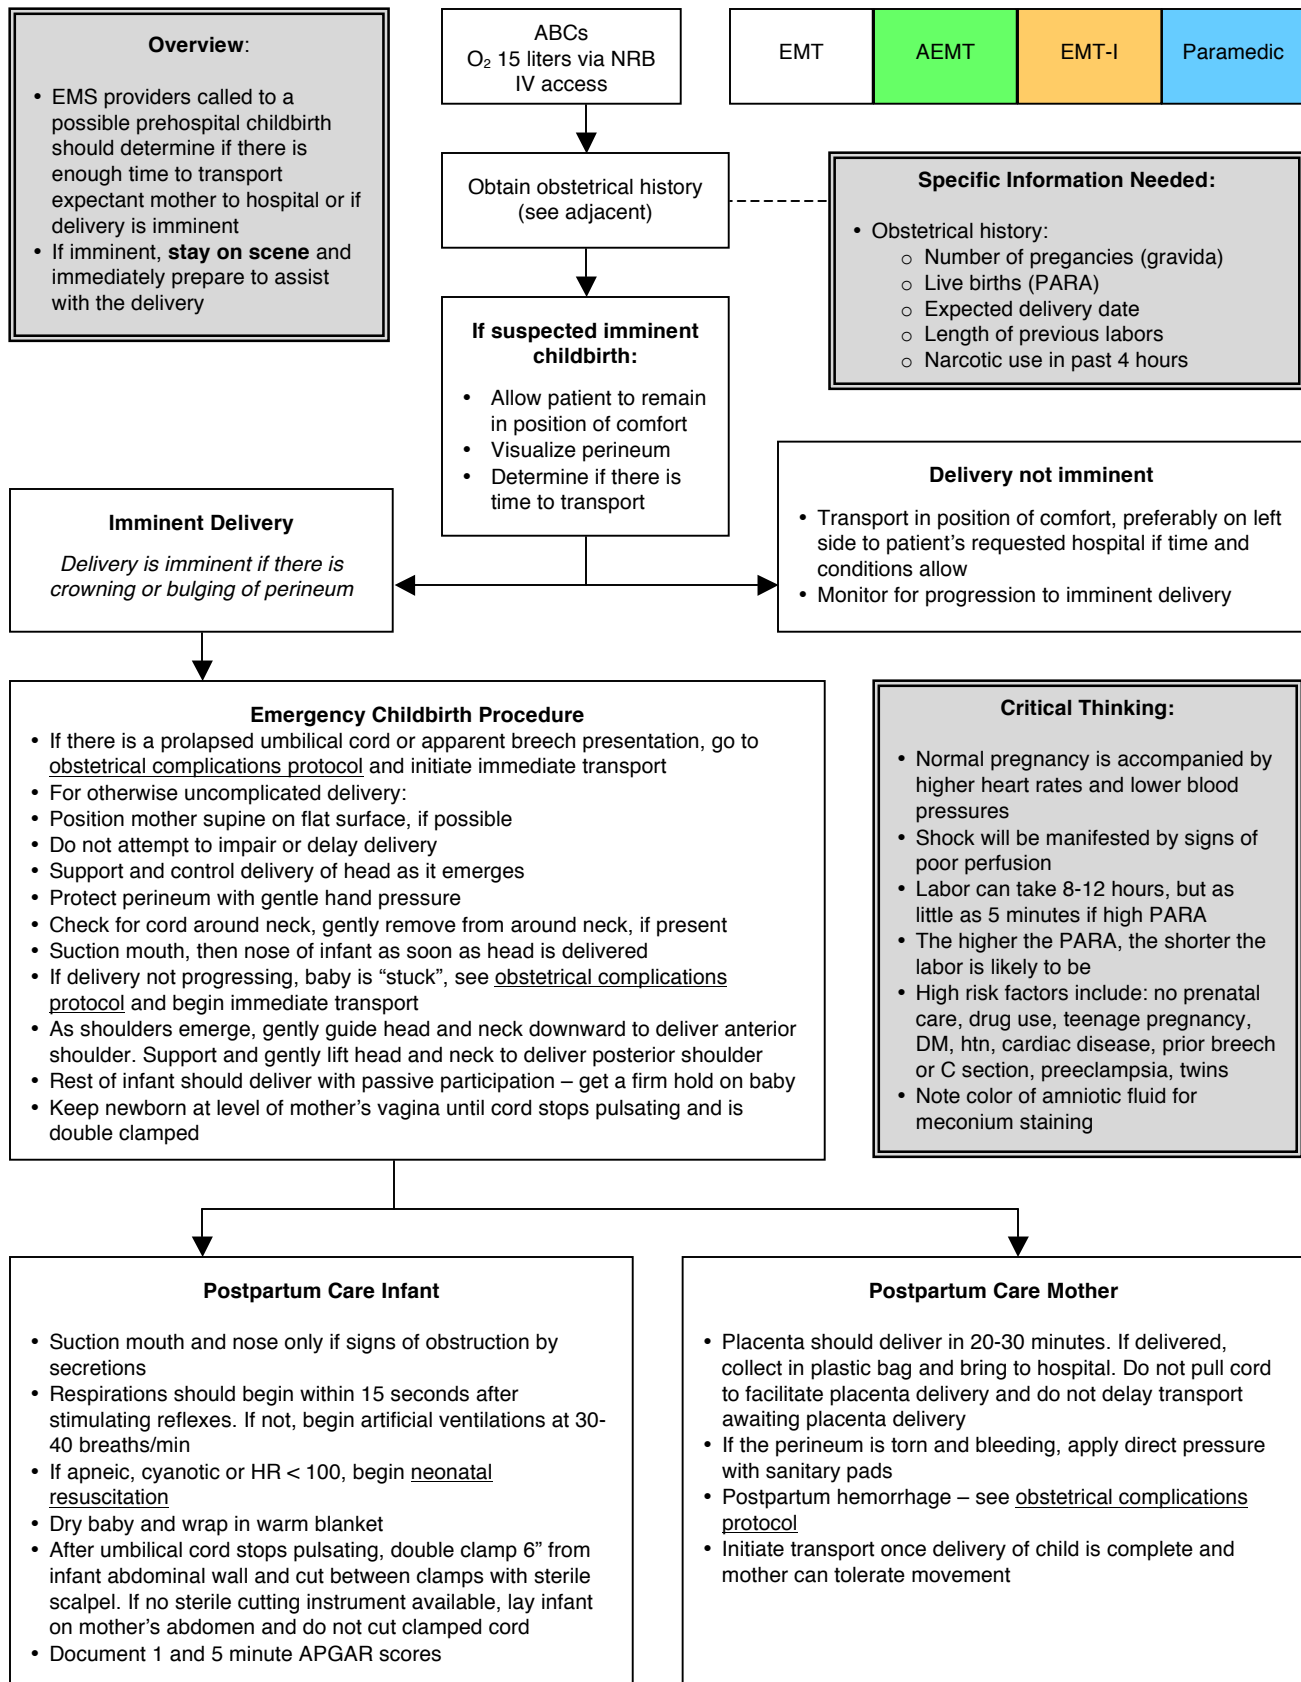 Overview:
• EMS providers called to a
possible prehospital childbirth
should determine if there is
enough time to transport
expectant mother to hospital or if
delivery is imminent
• If imminent, stay on scene and
immediately prepare to assist
with the delivery
ABCs
O₂ 15 liters via NRB
IV access
EMT
AEMT
EMT-I
Paramedic
Obtain obstetrical history
(see adjacent)
Specific Information Needed:
• Obstetrical history:
o Number of pregancies (gravida)
o Live births (PARA)
o Expected delivery date
o Length of previous labors
o Narcotic use in past 4 hours
If suspected imminent
childbirth:
• Allow patient to remain
in position of comfort
• Visualize perineum
• Determine if there is
time to transport
Imminent Delivery
Delivery is imminent if there is
crowning or bulging of perineum
Delivery not imminent
• Transport in position of comfort, preferably on left
side to patient’s requested hospital if time and
conditions allow
• Monitor for progression to imminent delivery
Emergency Childbirth Procedure
• If there is a prolapsed umbilical cord or apparent breech presentation, go to
obstetrical complications protocol and initiate immediate transport
• For otherwise uncomplicated delivery:
• Position mother supine on flat surface, if possible
• Do not attempt to impair or delay delivery
• Support and control delivery of head as it emerges
• Protect perineum with gentle hand pressure
• Check for cord around neck, gently remove from around neck, if present
• Suction mouth, then nose of infant as soon as head is delivered
• If delivery not progressing, baby is “stuck”, see obstetrical complications
protocol and begin immediate transport
• As shoulders emerge, gently guide head and neck downward to deliver anterior
shoulder. Support and gently lift head and neck to deliver posterior shoulder
• Rest of infant should deliver with passive participation – get a firm hold on baby
• Keep newborn at level of mother’s vagina until cord stops pulsating and is
double clamped
Critical Thinking:
• Normal pregnancy is accompanied by
higher heart rates and lower blood
pressures
• Shock will be manifested by signs of
poor perfusion
• Labor can take 8-12 hours, but as
little as 5 minutes if high PARA
• The higher the PARA, the shorter the
labor is likely to be
• High risk factors include: no prenatal
care, drug use, teenage pregnancy,
DM, htn, cardiac disease, prior breech
or C section, preeclampsia, twins
• Note color of amniotic fluid for
meconium staining
Postpartum Care Infant
• Suction mouth and nose only if signs of obstruction by
secretions
• Respirations should begin within 15 seconds after
stimulating reflexes. If not, begin artificial ventilations at 30-
40 breaths/min
• If apneic, cyanotic or HR < 100, begin neonatal
resuscitation
• Dry baby and wrap in warm blanket
• After umbilical cord stops pulsating, double clamp 6” from
infant abdominal wall and cut between clamps with sterile
scalpel. If no sterile cutting instrument available, lay infant
on mother’s abdomen and do not cut clamped cord
• Document 1 and 5 minute APGAR scores
Postpartum Care Mother
• Placenta should deliver in 20-30 minutes. If delivered,
collect in plastic bag and bring to hospital. Do not pull cord
to facilitate placenta delivery and do not delay transport
awaiting placenta delivery
• If the perineum is torn and bleeding, apply direct pressure
with sanitary pads
• Postpartum hemorrhage – see obstetrical complications
protocol
• Initiate transport once delivery of child is complete and
mother can tolerate movement